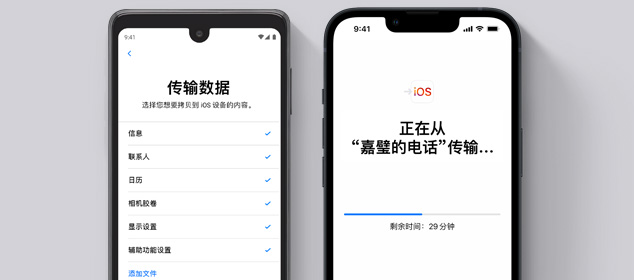 9:41
传输数据
选择您想要拷贝到 iOS 设备的内容。
信息
联系人
日历
相机胶卷
显示设置
辅助功能设置
添加文件
9:41
iOS
正在从
“嘉璧的电话”传输...
剩余时间：29 分钟